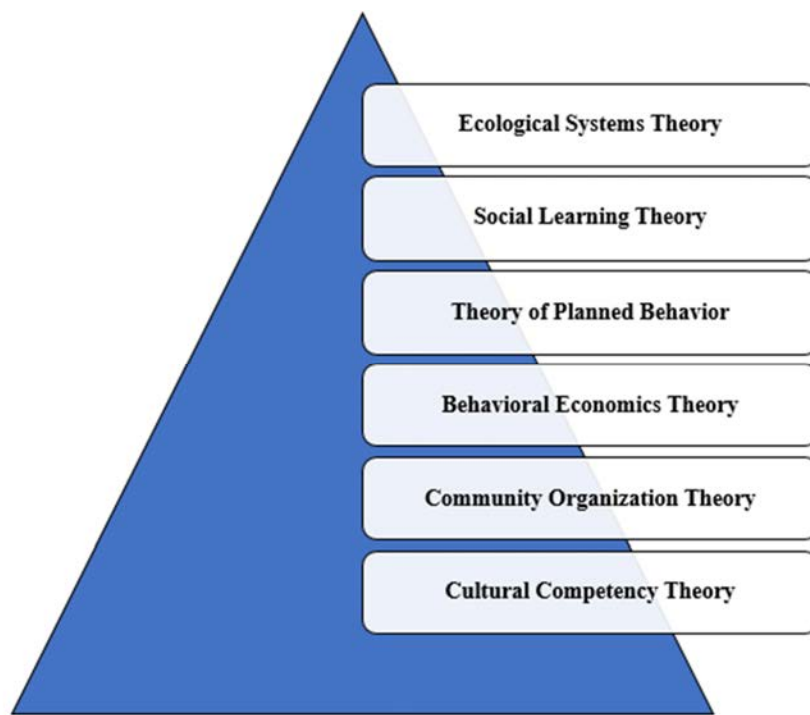 Ecological Systems Theory
Social Learning Theory
Theory of Planned Behavior
Behavioral Economics Theory
Community Organization Theory
Cultural Competency Theory